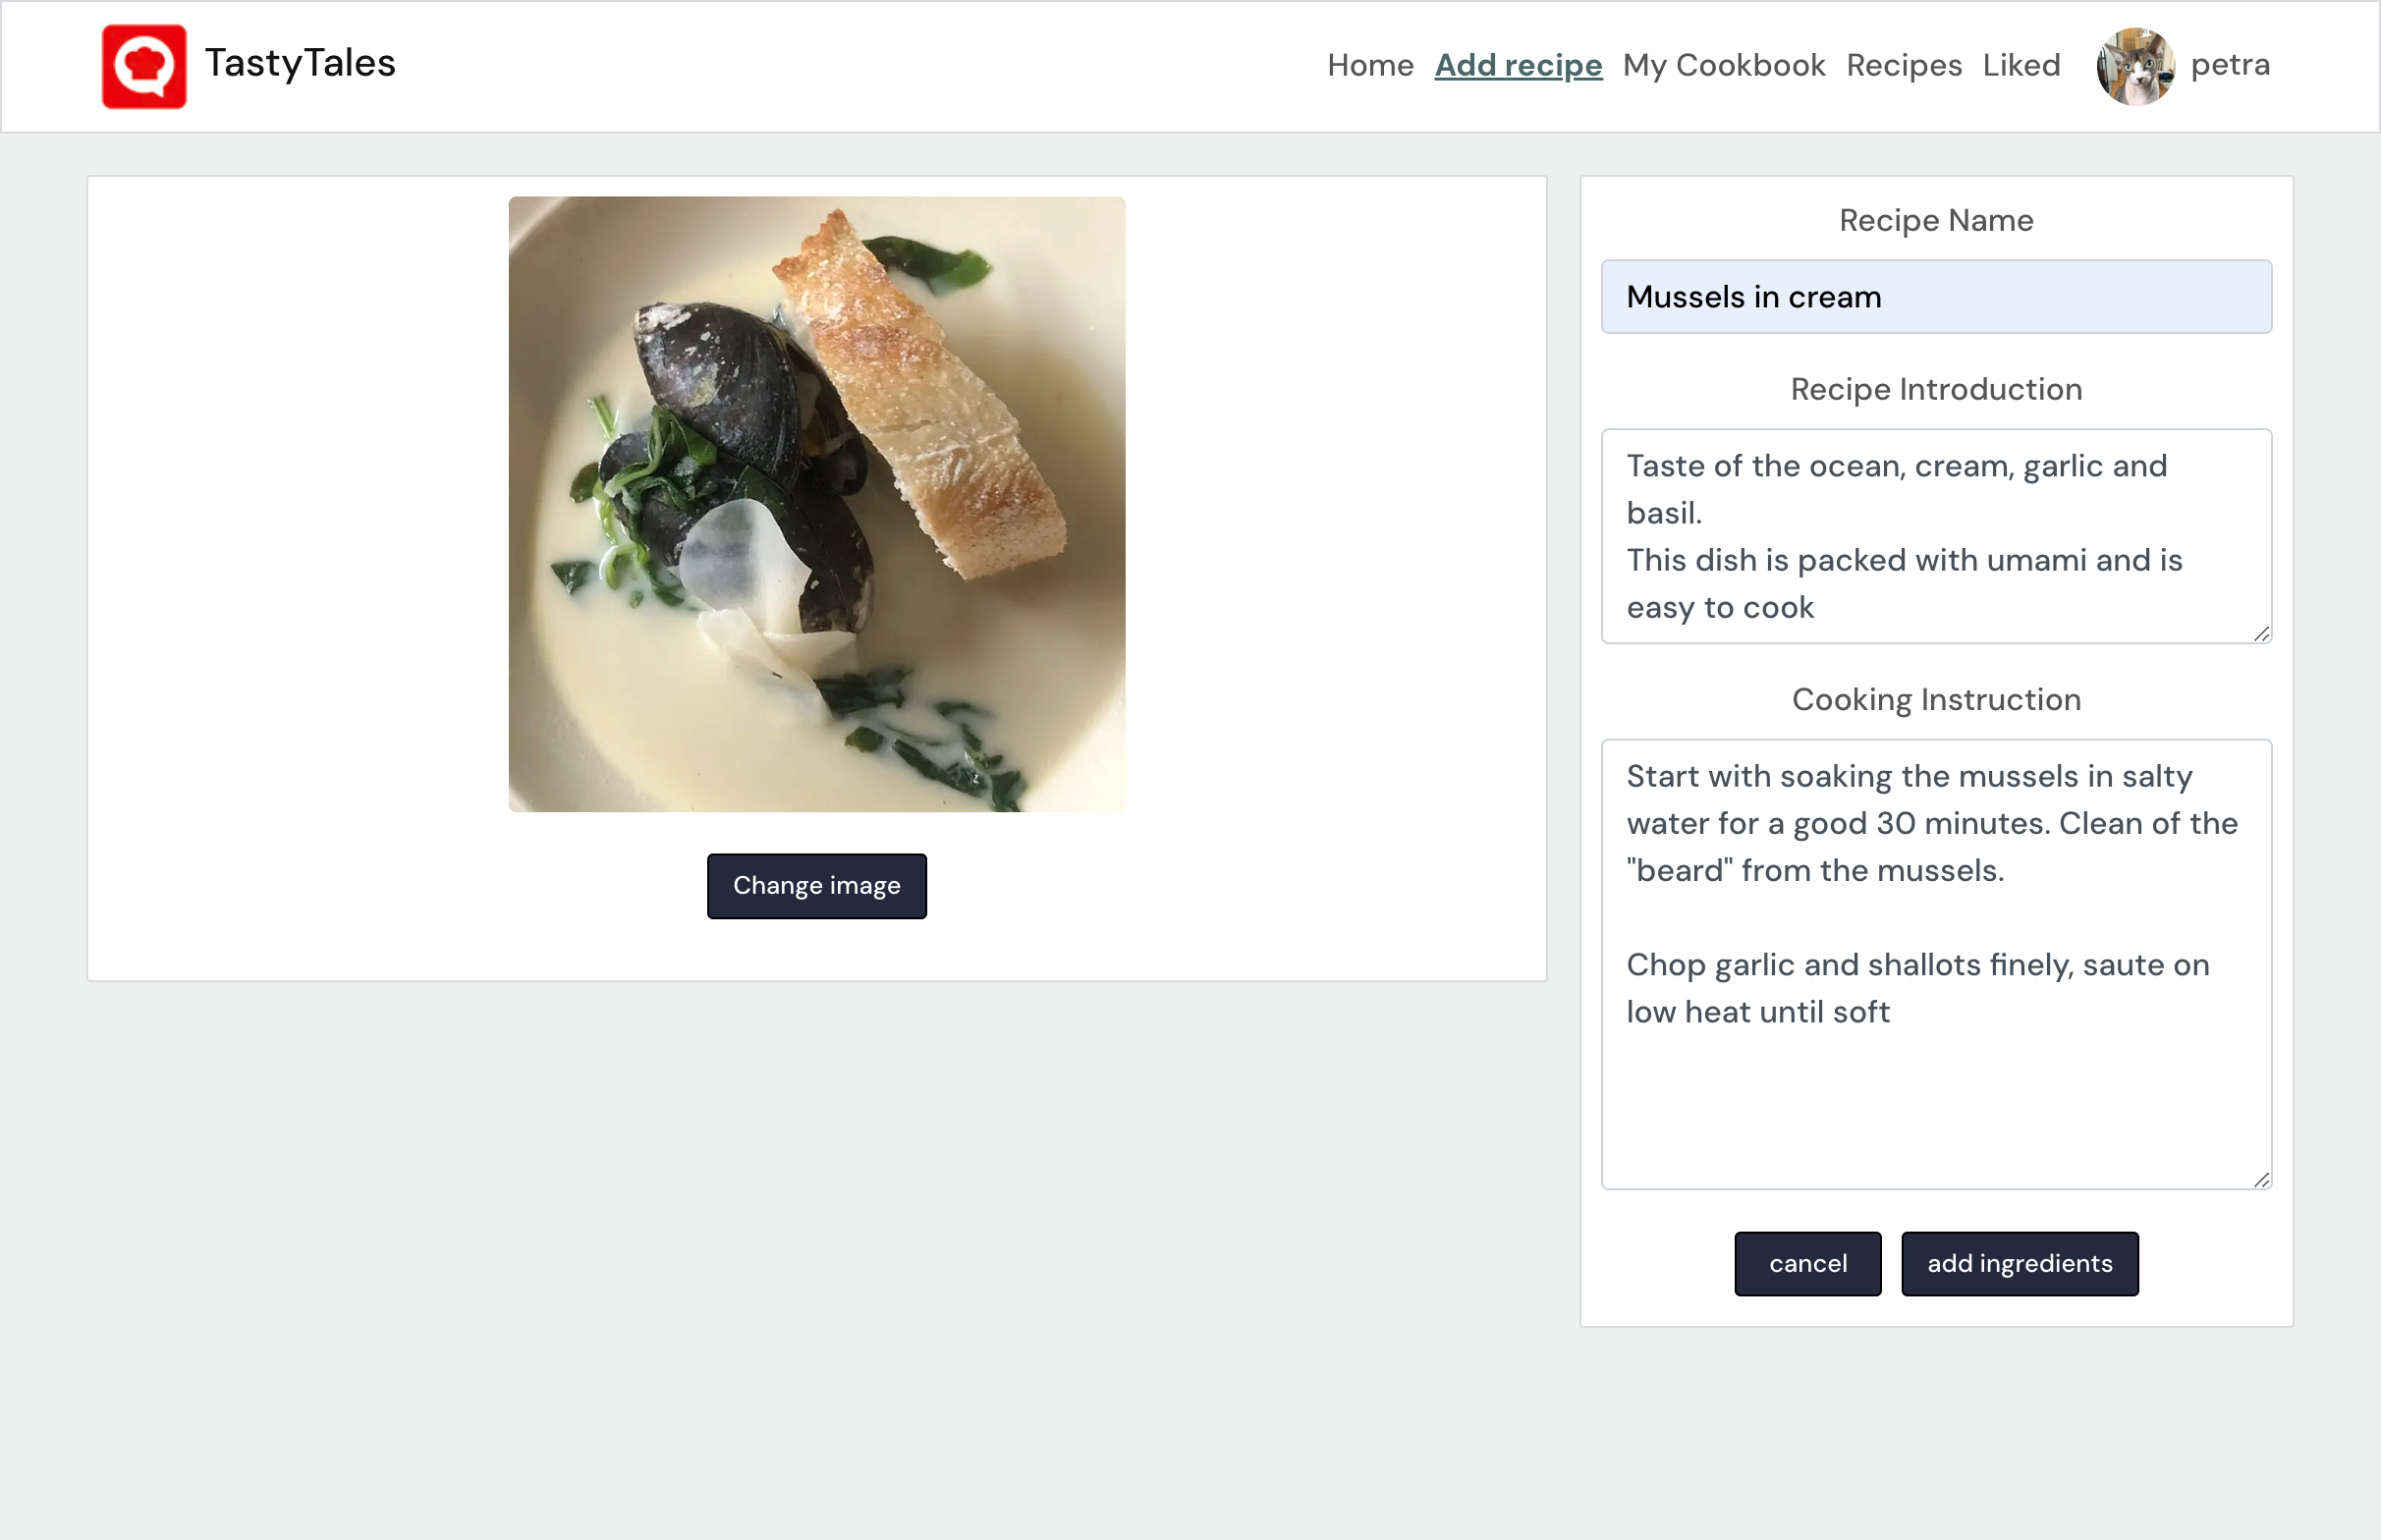 TastyTales
Home Add recipe My Cookbook Recipes Liked petra
Change image
Recipe Name
Mussels in cream
Recipe Introduction
Taste of the ocean, cream, garlic and
basil.
This dish is packed with umami and is
easy to cook
Cooking Instruction
Start with soaking the mussels in salty
water for a good 30 minutes. Clean of the
"beard" from the mussels.
Chop garlic and shallots finely, saute on
low heat until soft
cancel add ingredients